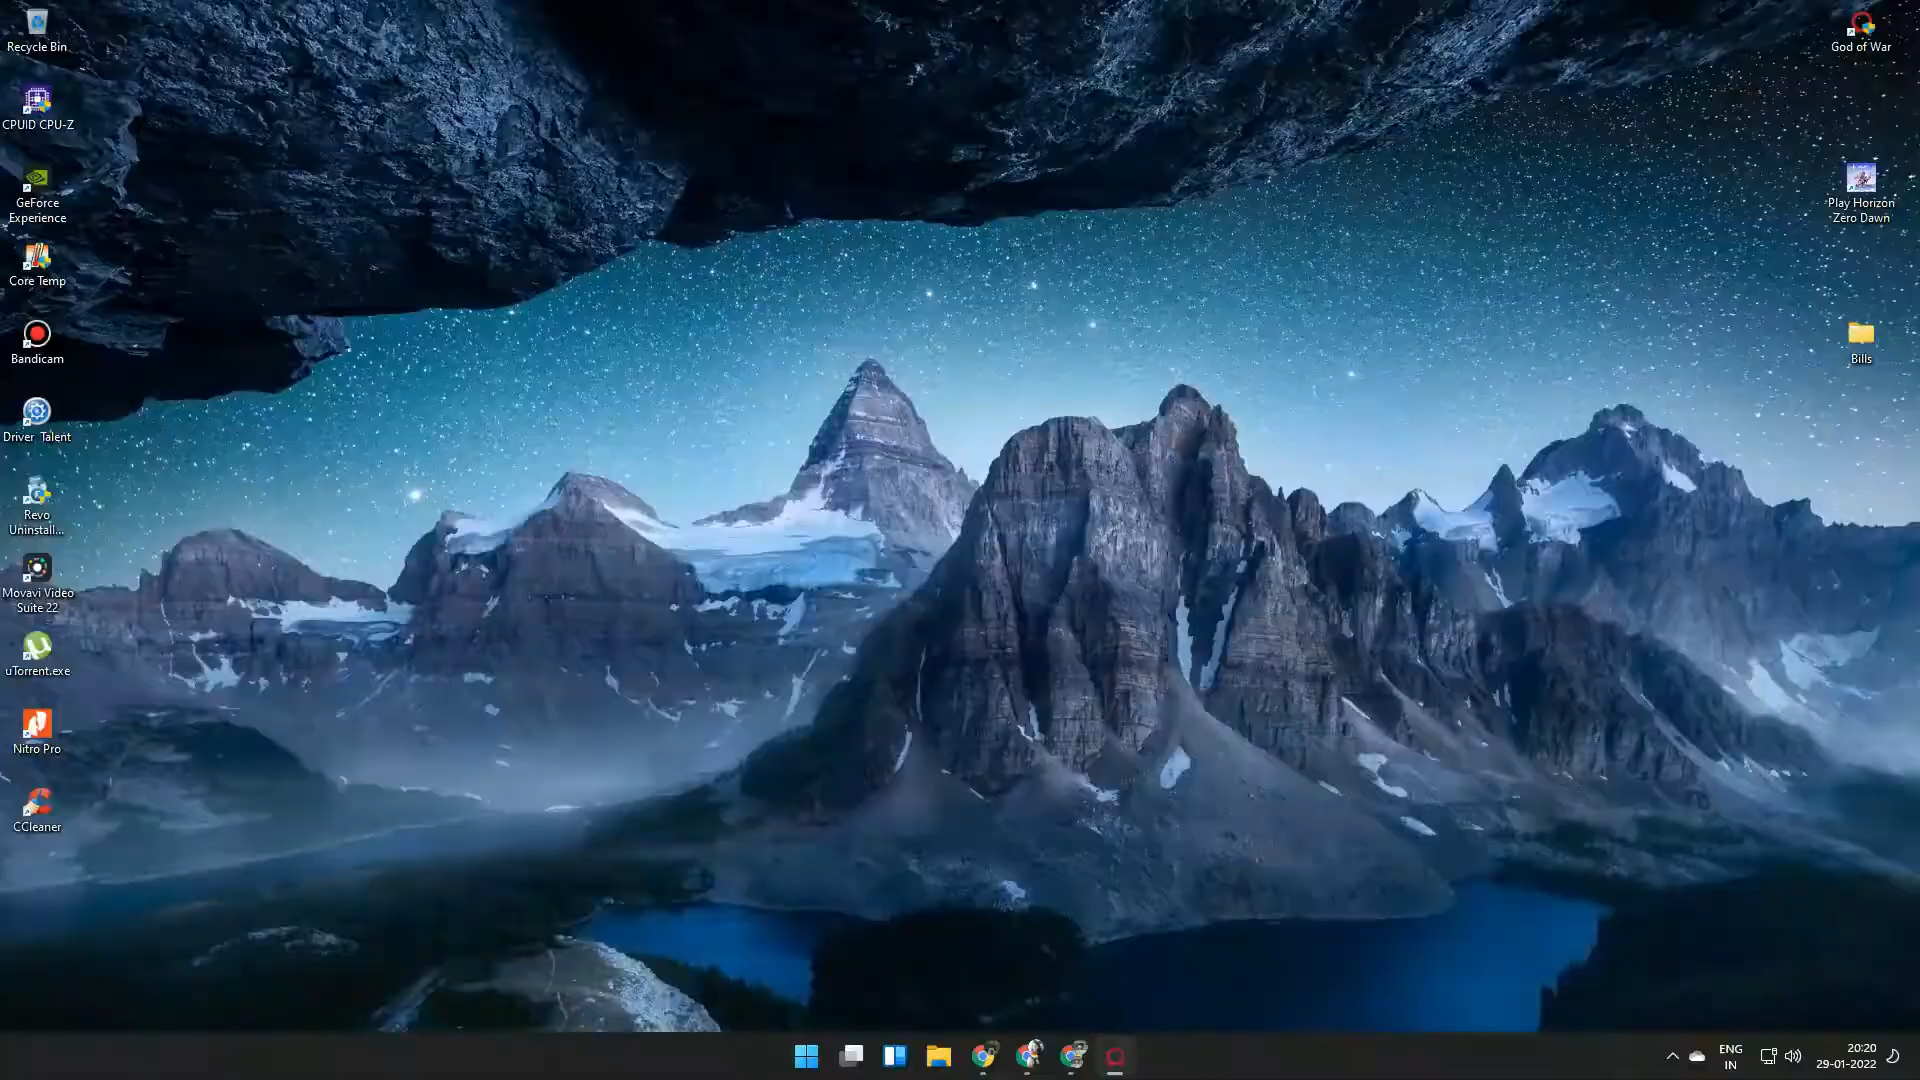 Recycle Bin
CPUID CPU-Z
GeForce
Experience
Core Temp
Bandicam
Driver Talent
Revo
Uninstall...
Movavi Video
Suite 22
uTorrent.exe
Nitro Pro
CCleaner
God of War
Play Horizon
Zero Dawn
Bills
ENG
IN
20:20
29-01-2022